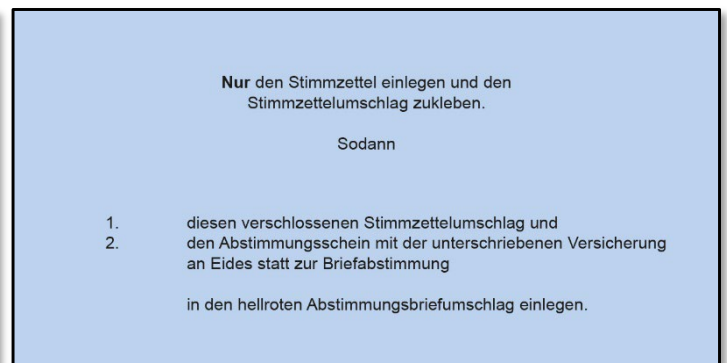 Nur den Stimmzettel einlegen und den
Stimmzettelumschlag zukleben.
Sodann
1. diesen verschlossenen Stimmzettelumschlag und
2. den Abstimmungsschein mit der unterschriebenen Versicherung
an Eides statt zur Briefabstimmung
in den hellroten Abstimmungsbriefumschlag einlegen.